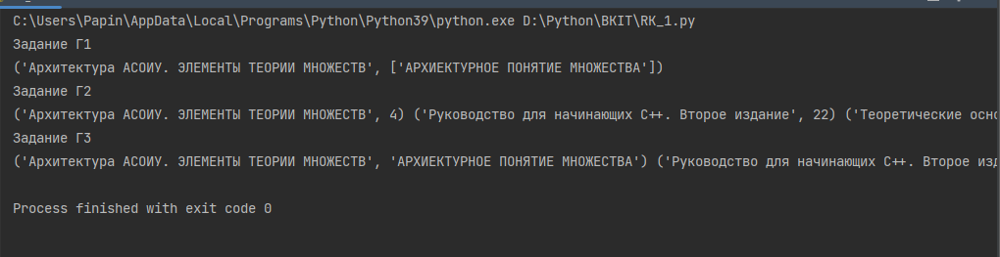 C:\Users\Papin\AppData\Local\Programs\Python\Python39\python.exe D:\Python\BKIT\RK_1.py
Задание Г1
('Архитектура АСОИУ. ЭЛЕМЕНТЫ ТЕОРИИ МНОЖЕСТВ', ['АРХИЕКТУРНОЕ ПОНЯТИЕ МНОЖЕСТВА'])
Задание Г2
('Архитектура АСОИУ. ЭЛЕМЕНТЫ ТЕОРИИ МНОЖЕСТВ', 4) ('Руководство для начинающих C++. Второе издание', 22) ('Теоретические осно
Задание Г3
('Архитектура АСОИУ. ЭЛЕМЕНТЫ ТЕОРИИ МНОЖЕСТВ', 'АРХИЕКТУРНОЕ ПОНЯТИЕ МНОЖЕСТВА') ('Руководство для начинающих C++. Второе изд
Process finished with exit code 0